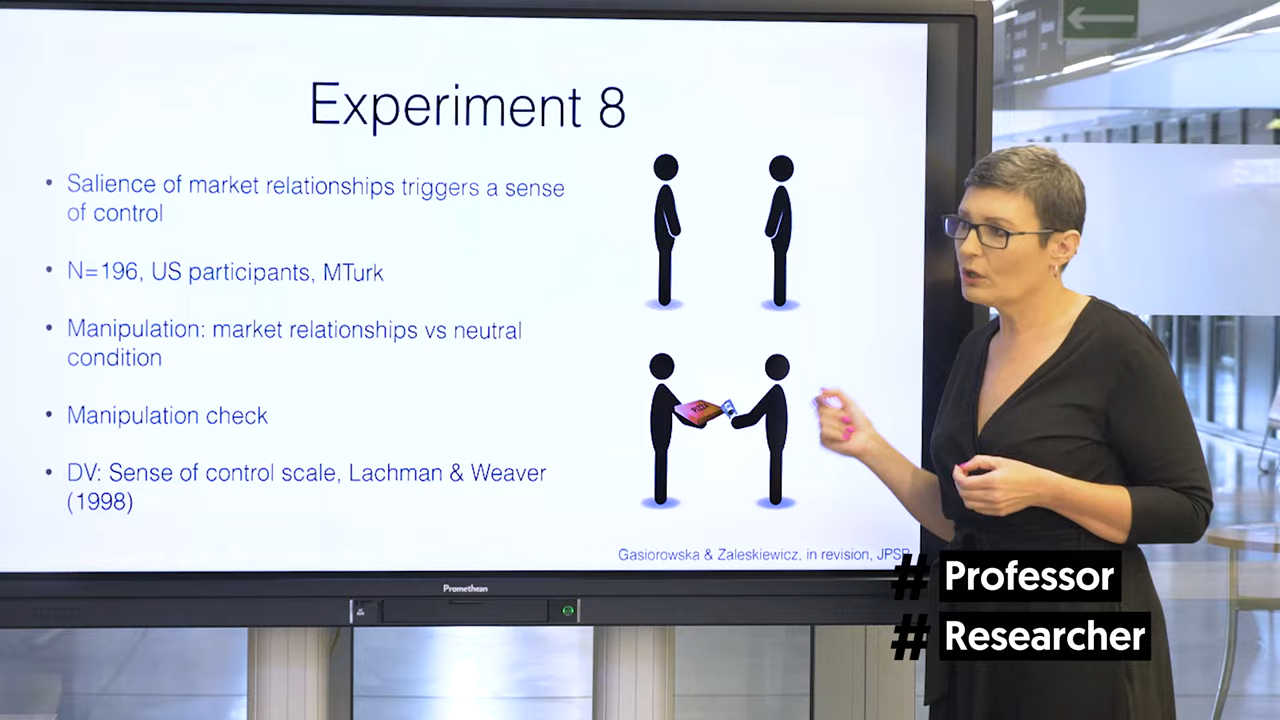 Experiment 8
• Salience of market relationships triggers a sense
of control
• N=196, US participants, MTurk
• Manipulation: market relationships vs neutral
condition
• Manipulation check
• DV: Sense of control scale, Lachman & Weaver
(1998)
PIZZA
Gasiorowska & Zaleskiewicz, in revision, JPSP
Promethean
# Professor
# Researcher